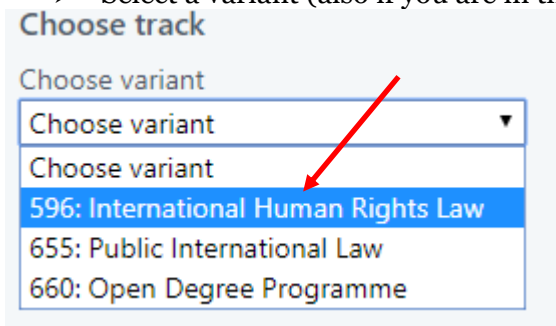 Select a variant (also if you are in th
Choose track
Choose variant
Choose variant
Choose variant
596: International Human Rights Law
655: Public International Law
660: Open Degree Programme